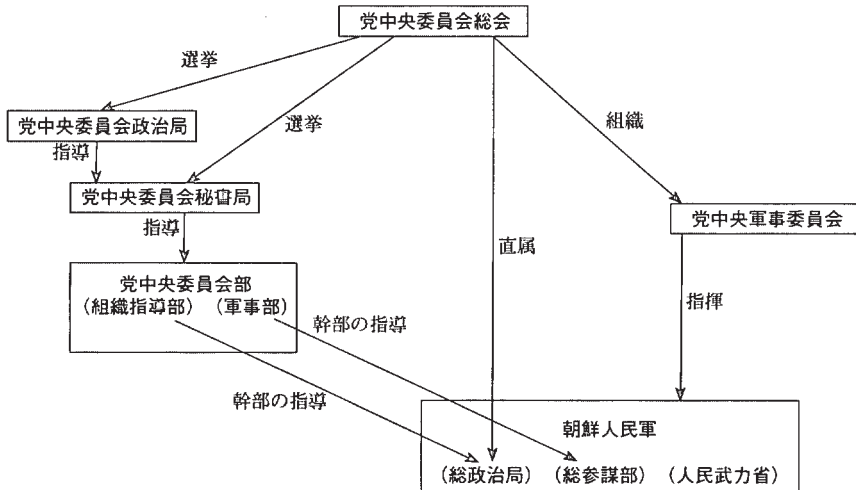 党中央委員会総会
選挙
党中央委員会政治局
選挙
組織
指導
党中央委員会秘書局
党中央軍事委員会
指導
直属
党中央委員会部
(組織指導部) (軍事部)
指揮
幹部の指導
幹部の指導
朝鮮人民軍
(総政治局) (総参謀部) (人民武力省)